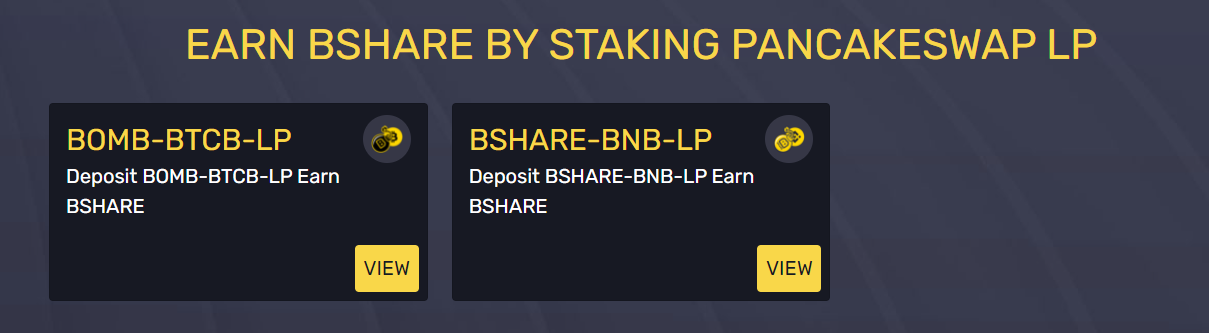 EARN BSHARE BY STAKING PANCAKESWAP LP
BOMB-BTCB-LP
Deposit BOMB-BTCB-LP Earn
BSHARE
VIEW
BSHARE-BNB-LP
Deposit BSHARE-BNB-LP Earn
BSHARE
VIEW